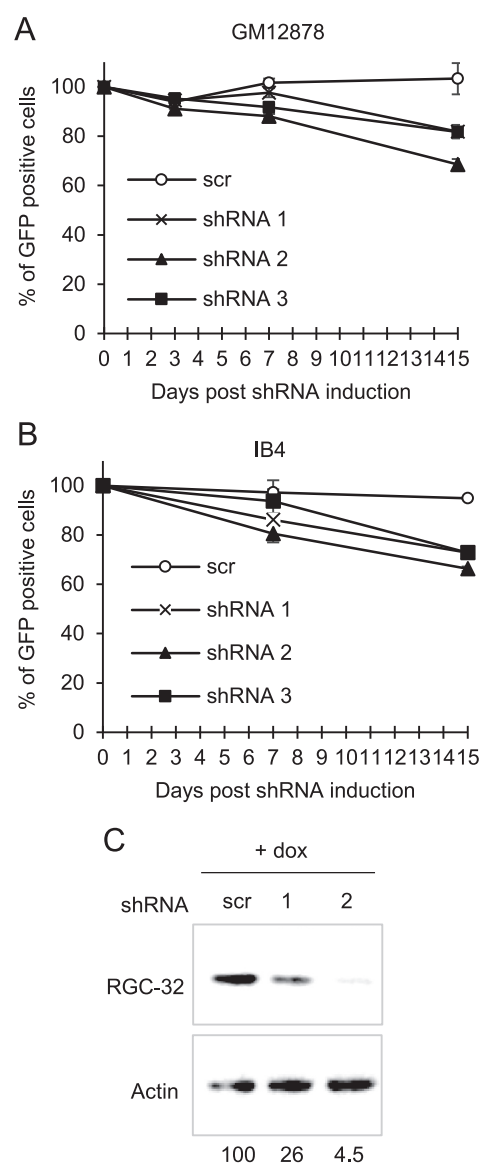 A
GM12878
% of GFP positive cells
100
80
60
40
20
0
scr
shRNA 1
shRNA 2
shRNA 3
0 1 2 3 4 5 6 7 8 9 10 11 12 13 14 15
Days post shRNA induction
B
IB4
% of GFP positive cells
100
80
60
40
20
0
scr
shRNA 1
shRNA 2
shRNA 3
0 1 2 3 4 5 6 7 8 9 10 11 12 13 14 15
Days post shRNA induction
C
+ dox
shRNA scr 1 2
RGC-32
Actin
100 26 4.5